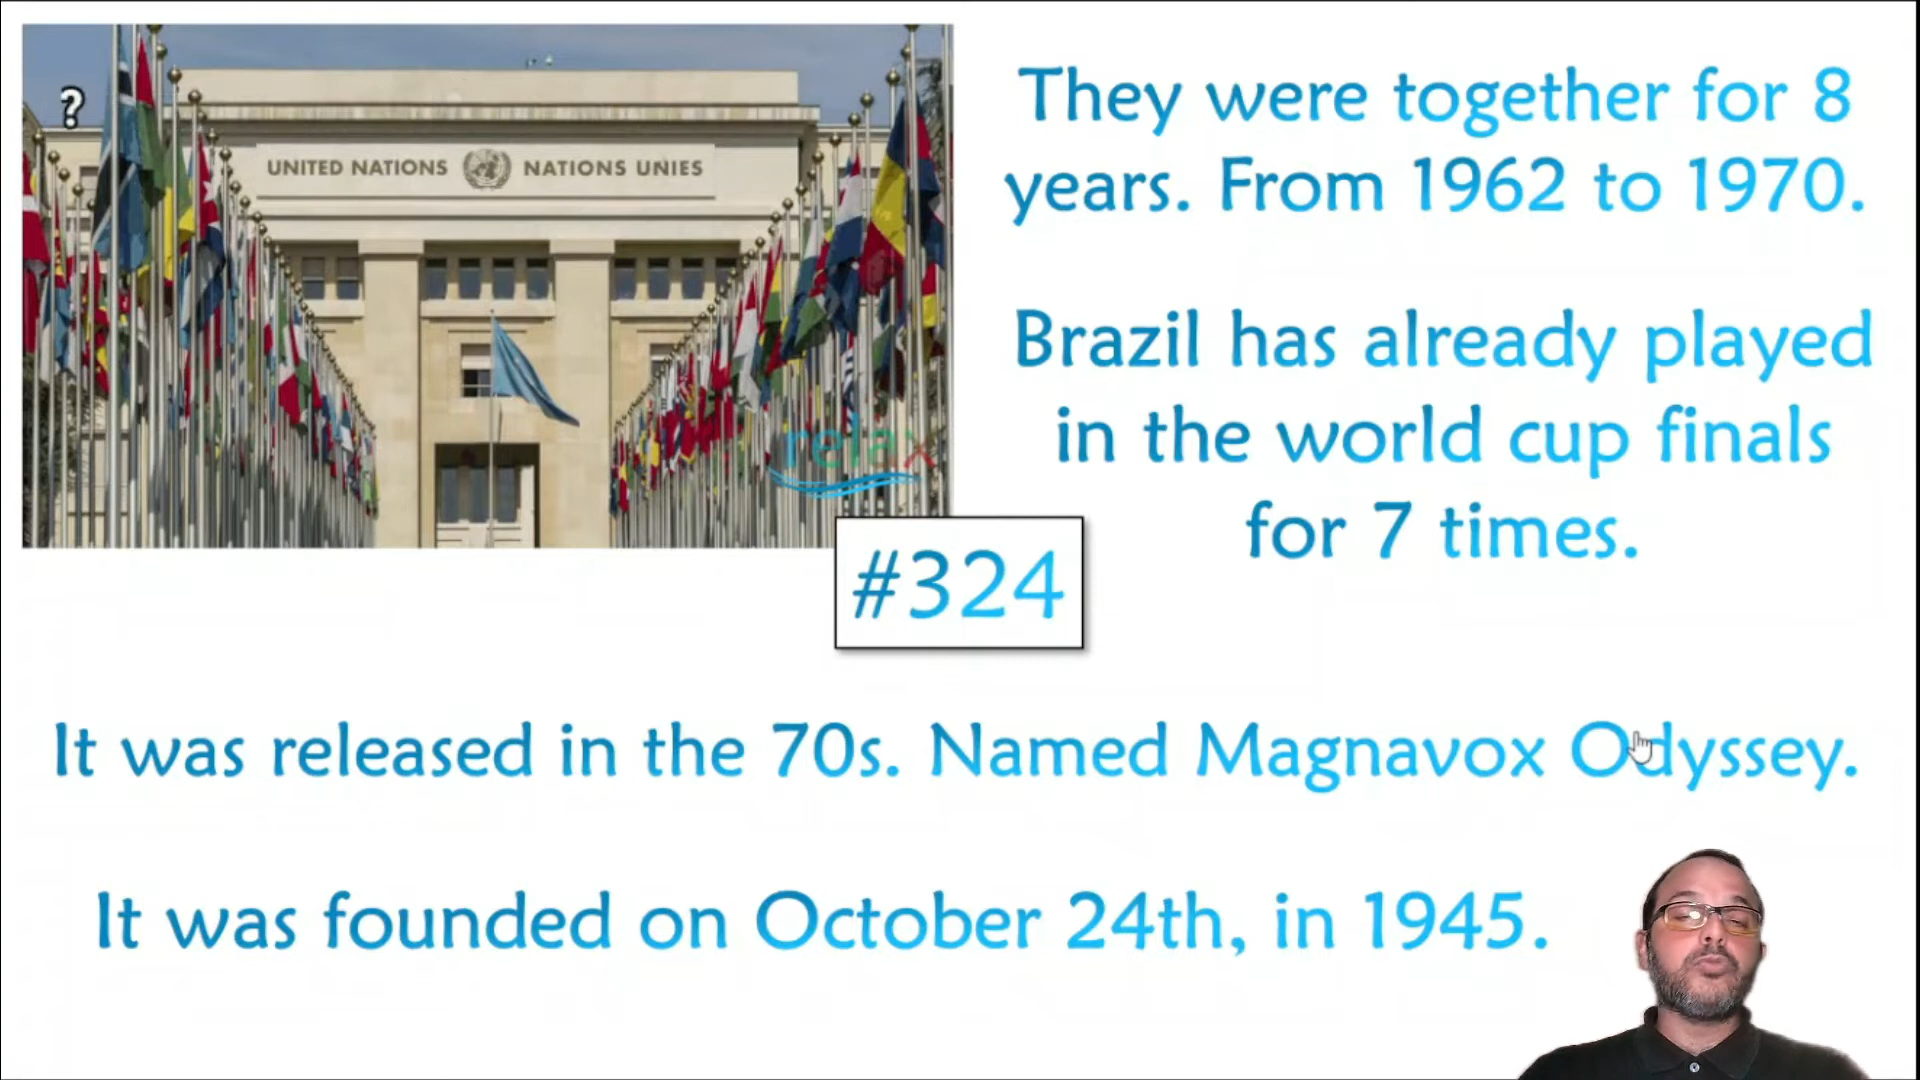 ?
UNITED NATIONS NATIONS UNIES
relax
They were together for 8
years. From 1962 to 1970.
Brazil has already played
in the world cup finals
for 7 times.
#324
It was released in the 70s. Named Magnavox Odyssey.
It was founded on October 24th, in 1945.